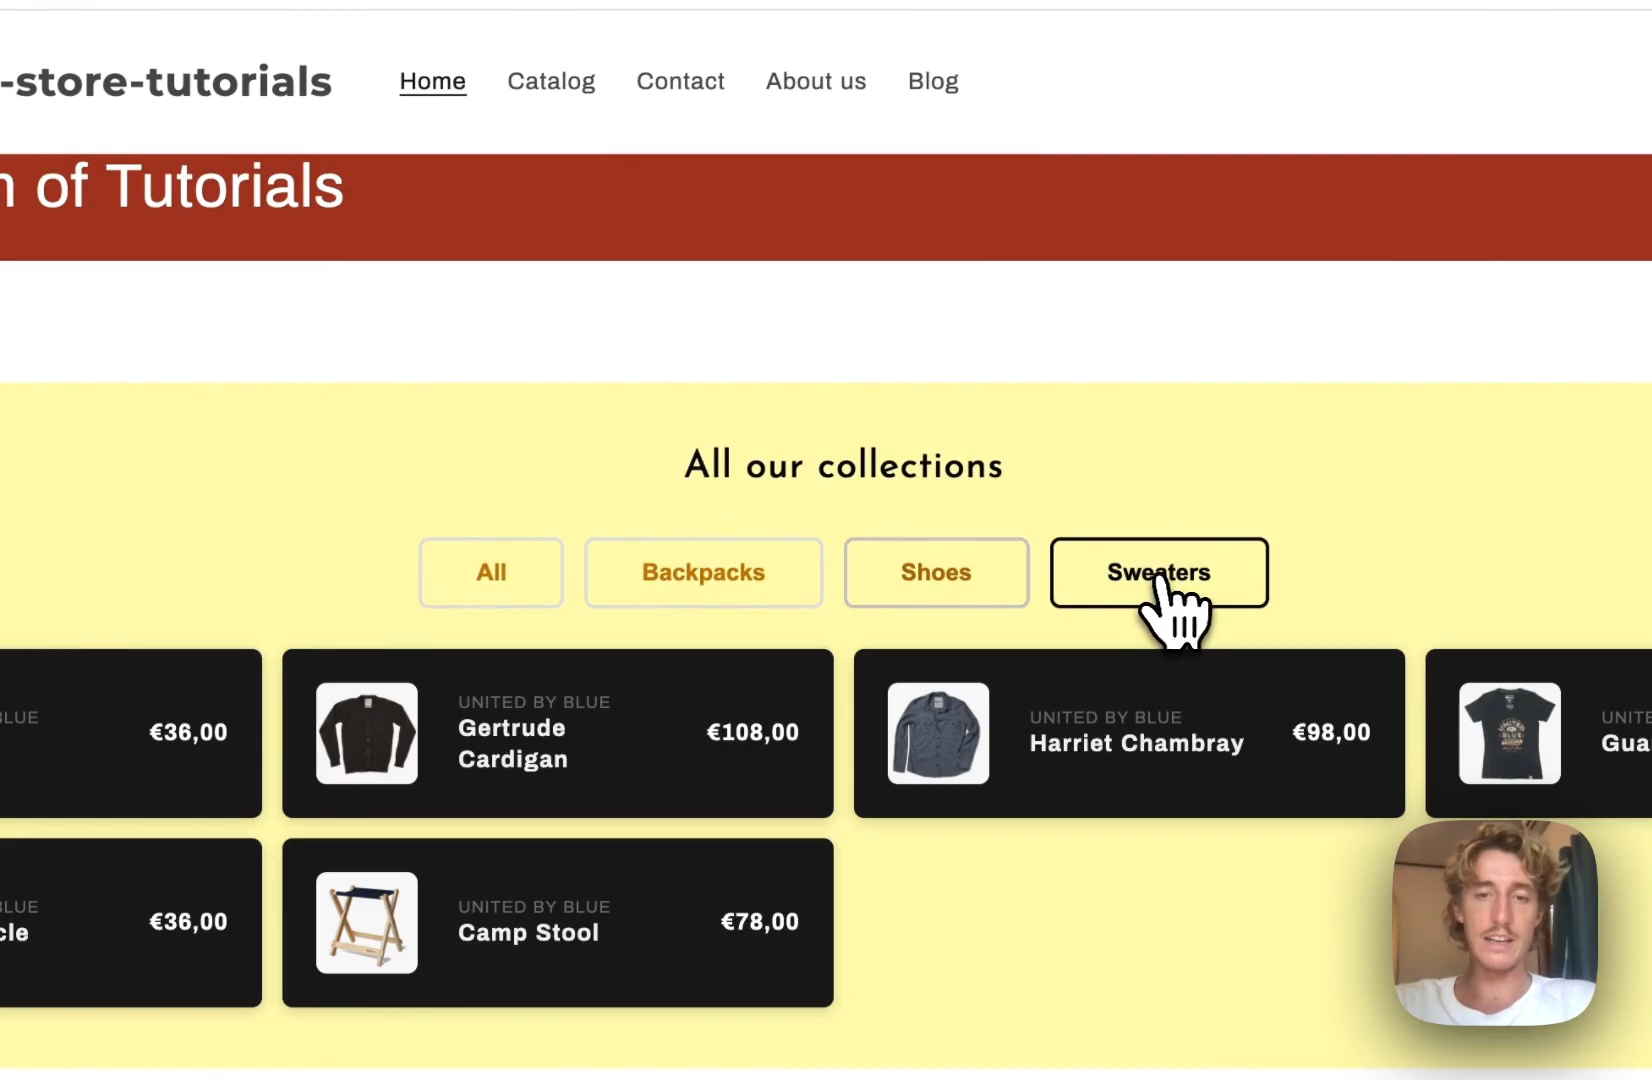 -store-tutorials
Home
Catalog
Contact
About us
Blog
of Tutorials
All our collections
All
Backpacks
Shoes
Sweaters
BLUE
€36,00
UNITED BY BLUE
Gertrude
Cardigan
€108,00
UNITED BY BLUE
Harriet Chambray
€98,00
UNITE
Gua
BLUE
cle
€36,00
UNITED BY BLUE
Camp Stool
€78,00